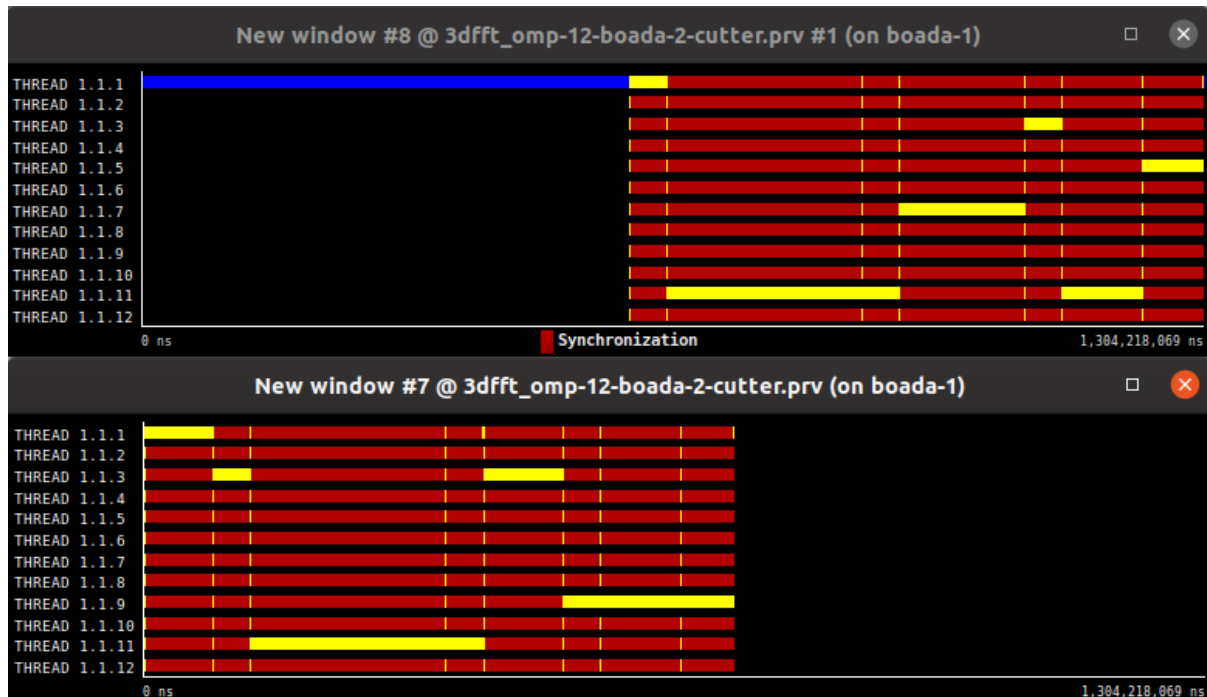 New window #8 @ 3dfft_omp-12-boada-2-cutter.prv #1 (on boada-1)
THREAD 1.1.1
THREAD 1.1.2
THREAD 1.1.3
THREAD 1.1.4
THREAD 1.1.5
THREAD 1.1.6
THREAD 1.1.7
THREAD 1.1.8
THREAD 1.1.9
THREAD 1.1.10
THREAD 1.1.11
THREAD 1.1.12
0 ns Synchronization 1,304,218,069 ns
New window #7 @ 3dfft_omp-12-boada-2-cutter.prv (on boada-1)
THREAD 1.1.1
THREAD 1.1.2
THREAD 1.1.3
THREAD 1.1.4
THREAD 1.1.5
THREAD 1.1.6
THREAD 1.1.7
THREAD 1.1.8
THREAD 1.1.9
THREAD 1.1.10
THREAD 1.1.11
THREAD 1.1.12
0 ns 1,304,218,069 ns